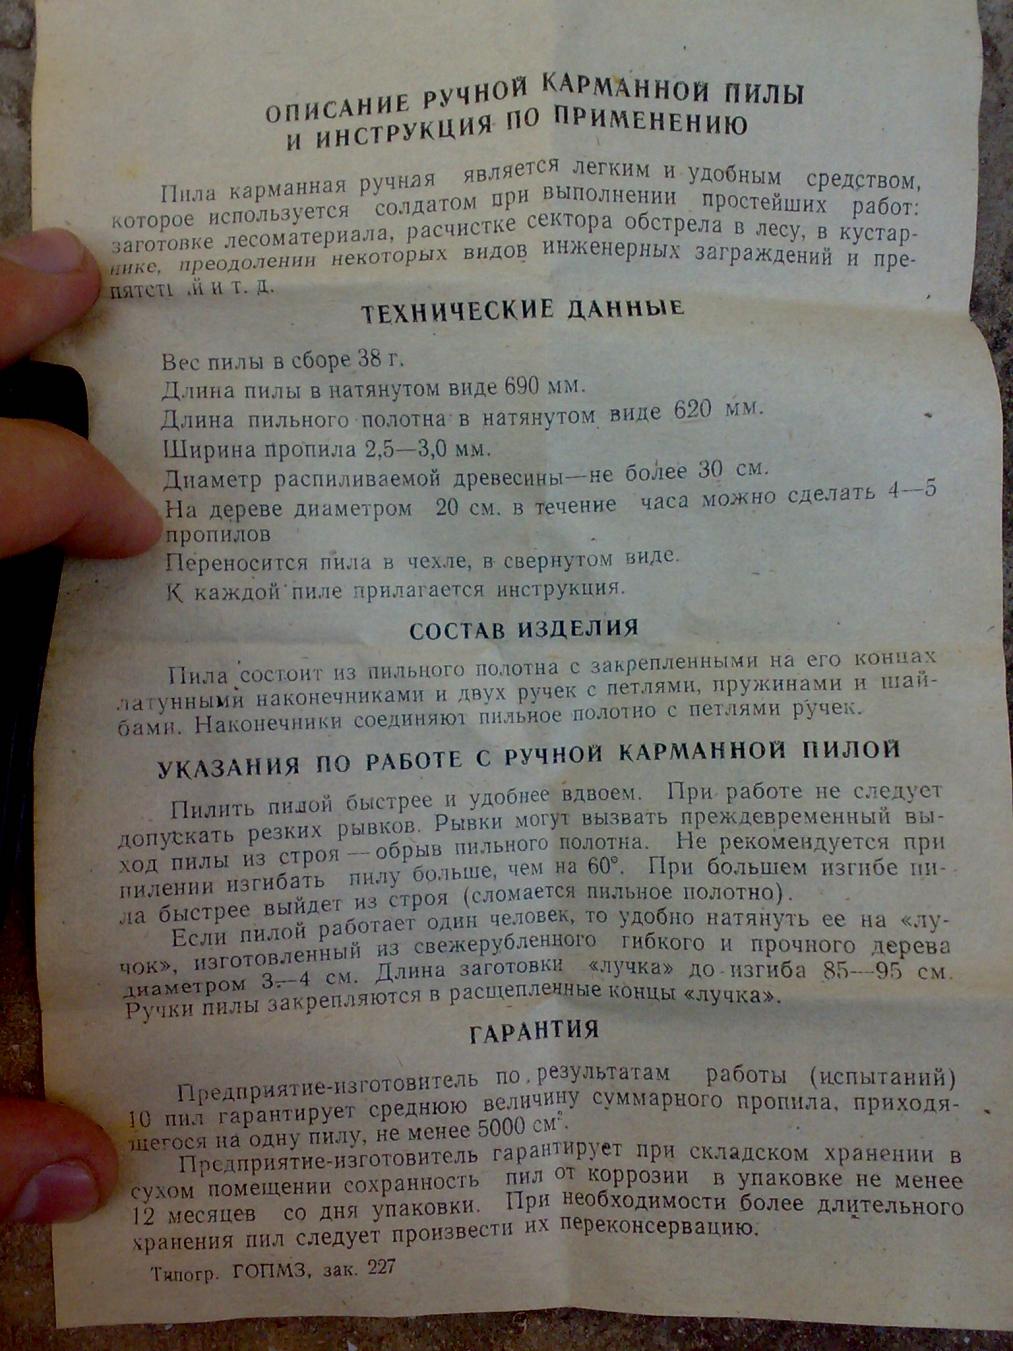 ОПИСАНИЕ РУЧНОЙ КАРМАННОЙ ПИЛЫ
И ИНСТРУКЦИЯ ПО ПРИМЕНЕНИЮ
Пила карманная ручная является легким и удобным средством,
которое используется солдатом при выполнении простейших работ:
заготовке лесоматериала, расчистке сектора обстрела в лесу, в кустар-
нике, преодолении некоторых видов инженерных заграждений и пре-
и т. д.
ТЕХНИЧЕСКИЕ ДАННЫЕ
Вес пилы в сборе 38 г.
Длина пилы в натянутом виде 690 мм.
Длина пильного полотна в натянутом виде 620 мм.
Ширина пропила 2,5—3,0 мм.
Диаметр распиливаемой древесины—не более 30 см.
На дереве диаметром 20 см. в течение часа можно сделать 4—5
пропилов
Переносится пила в чехле, в свернутом виде.
К каждой пиле прилагается инструкция.
СОСТАВ ИЗДЕЛИЯ
Пила состоит из пильного полотна с закрепленными на его концах
латунными наконечниками и двух ручек с петлями, пружинами и шай-
бами. Наконечники соединяют пильное полотно с петлями ручек.
УКАЗАНИЯ ПО РАБОТЕ С РУЧНОЙ КАРМАННОЙ ПИЛОЙ
Пилить пилой быстрее и удобнее вдвоем. При работе не следует
допускать резких рывков. Рывки могут вызвать преждевременный вы-
ход пилы из строя — обрыв пильного полотна. Не рекомендуется при
пилении изгибать пилу больше, чем на 60°. При большем изгибе пи-
ла быстрее выйдет из строя (сломается пильное полотно).
Если пилой работает один человек, то удобно натянуть ее на «лу-
чок», изготовленный из свежерубленного гибкого и прочного дерева
диаметром 3—4 см. Длина заготовки «лучка» до изгиба 85—95 см.
Ручки пилы закрепляются в расщепленные концы «лучка».
ГАРАНТИЯ
Предприятие-изготовитель по результатам работы (испытаний)
10 пил гарантирует среднюю величину суммарного пропила, приходя-
щегося на одну пилу, не менее 5000 см².
Предприятие-изготовитель гарантирует при складском хранении в
сухом помещении сохранность пил от коррозии в упаковке не менее
12 месяцев со дня упаковки. При необходимости более длительного
хранения пил следует произвести их переконсервацию.
Типогр. ГОПМЗ, зак. 227